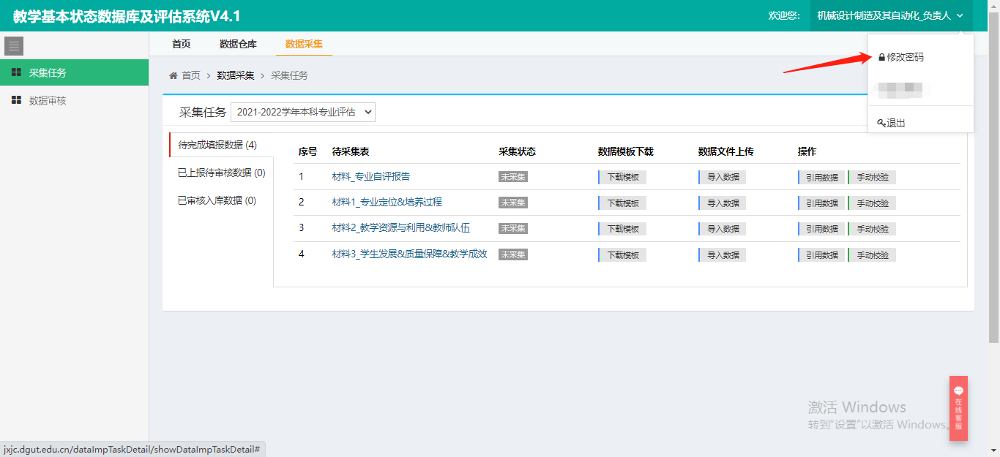 教学基本状态数据库及评估系统V4.1
欢迎您:
机械设计制造及其自动化_负责人
首页
数据仓库
数据采集
修改密码
退出
采集任务
数据审核
首页 > 数据采集 > 采集任务
采集任务
2021-2022学年本科专业评估
待完成填报数据 (4)
已上报待审核数据 (0)
已审核入库数据 (0)
序号 待采集表 采集状态 数据模板下载 数据文件上传 操作
1 材料_专业自评报告 未采集 下载模板 导入数据 引用数据 手动校验
2 材料1_专业定位&培养过程 未采集 下载模板 导入数据 引用数据 手动校验
3 材料2_教学资源与利用&教师队伍 未采集 下载模板 导入数据 引用数据 手动校验
4 材料3_学生发展&质量保障&教学成效 未采集 下载模板 导入数据 引用数据 手动校验
激活 Windows
转到"设置"以激活 Windows。
在线客服
jxjc.dgut.edu.cn/dataImpTaskDetail/showDataImpTaskDetail#